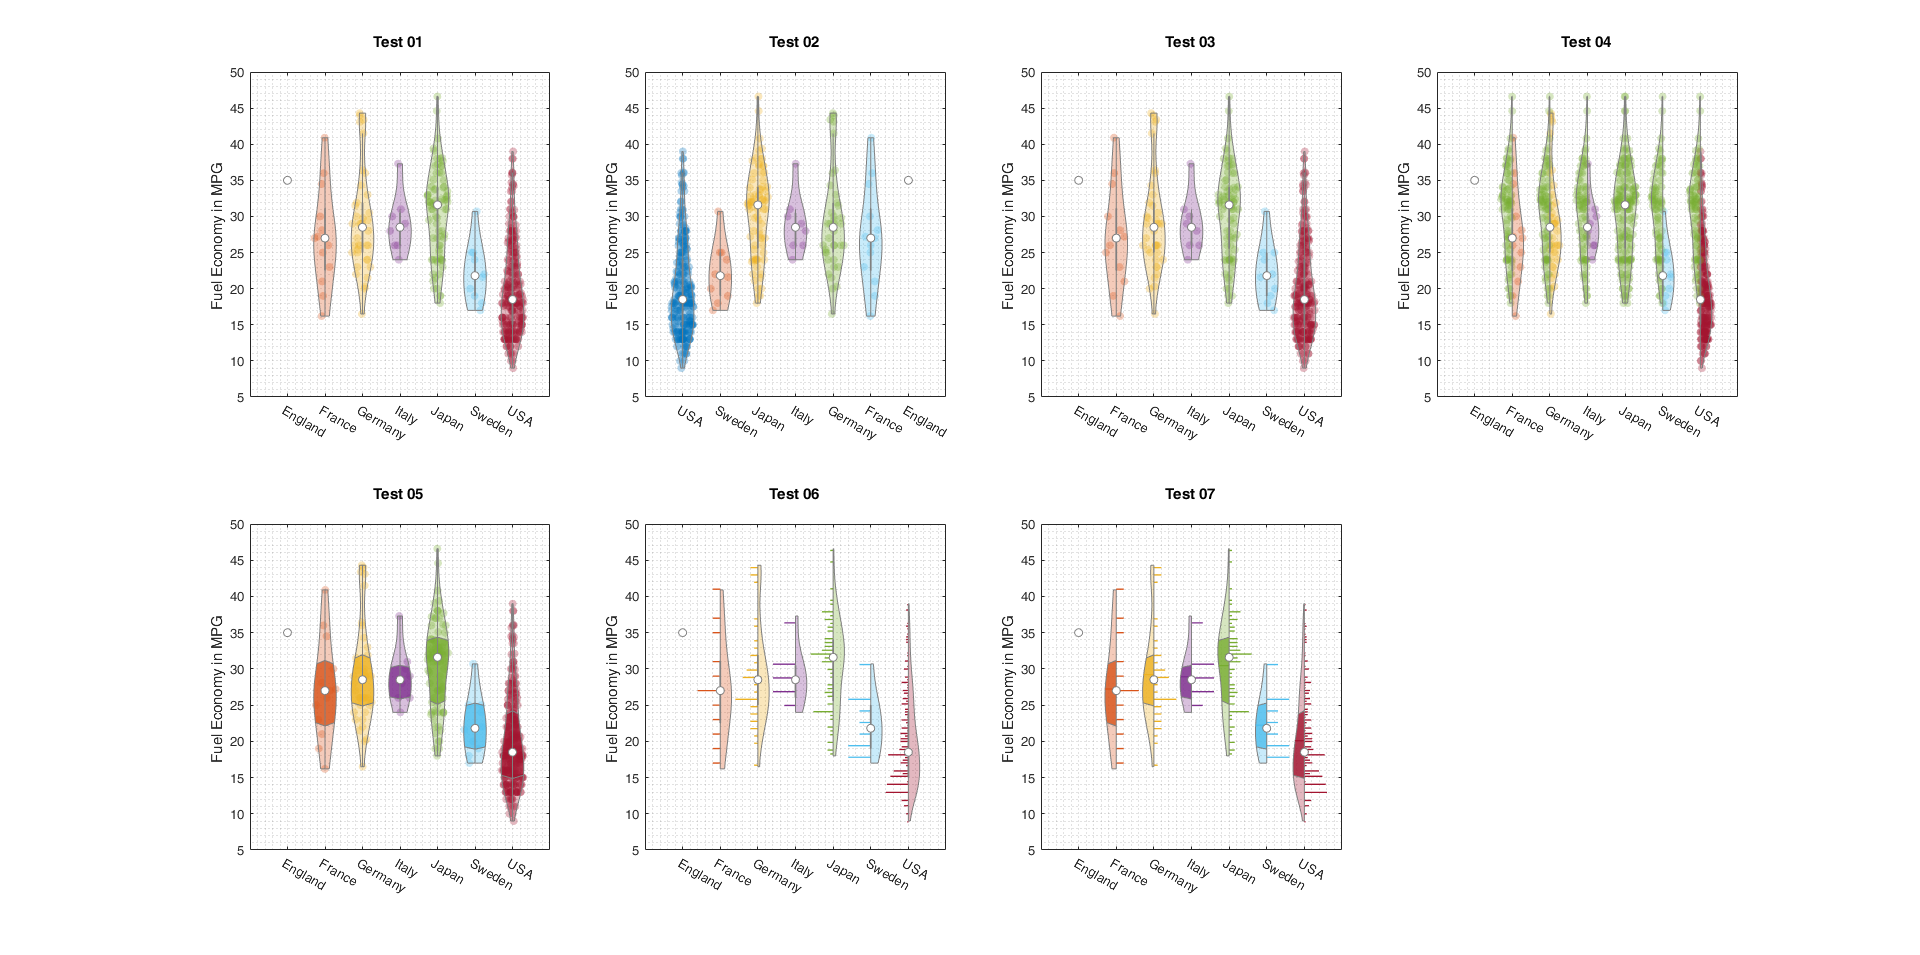 Test 01
Fuel Economy in MPG
50
45
40
35
30
25
20
15
10
5
England
France
Germany
Italy
Japan
Sweden
USA
Test 02
Fuel Economy in MPG
50
45
40
35
30
25
20
15
10
5
USA
Sweden
Japan
Italy
Germany
France
England
Test 03
Fuel Economy in MPG
50
45
40
35
30
25
20
15
10
5
England
France
Germany
Italy
Japan
Sweden
USA
Test 04
Fuel Economy in MPG
50
45
40
35
30
25
20
15
10
5
England
France
Germany
Italy
Japan
Sweden
USA
Test 05
Fuel Economy in MPG
50
45
40
35
30
25
20
15
10
5
England
France
Germany
Italy
Japan
Sweden
USA
Test 06
Fuel Economy in MPG
50
45
40
35
30
25
20
15
10
5
England
France
Germany
Italy
Japan
Sweden
USA
Test 07
Fuel Economy in MPG
50
45
40
35
30
25
20
15
10
5
England
France
Germany
Italy
Japan
Sweden
USA